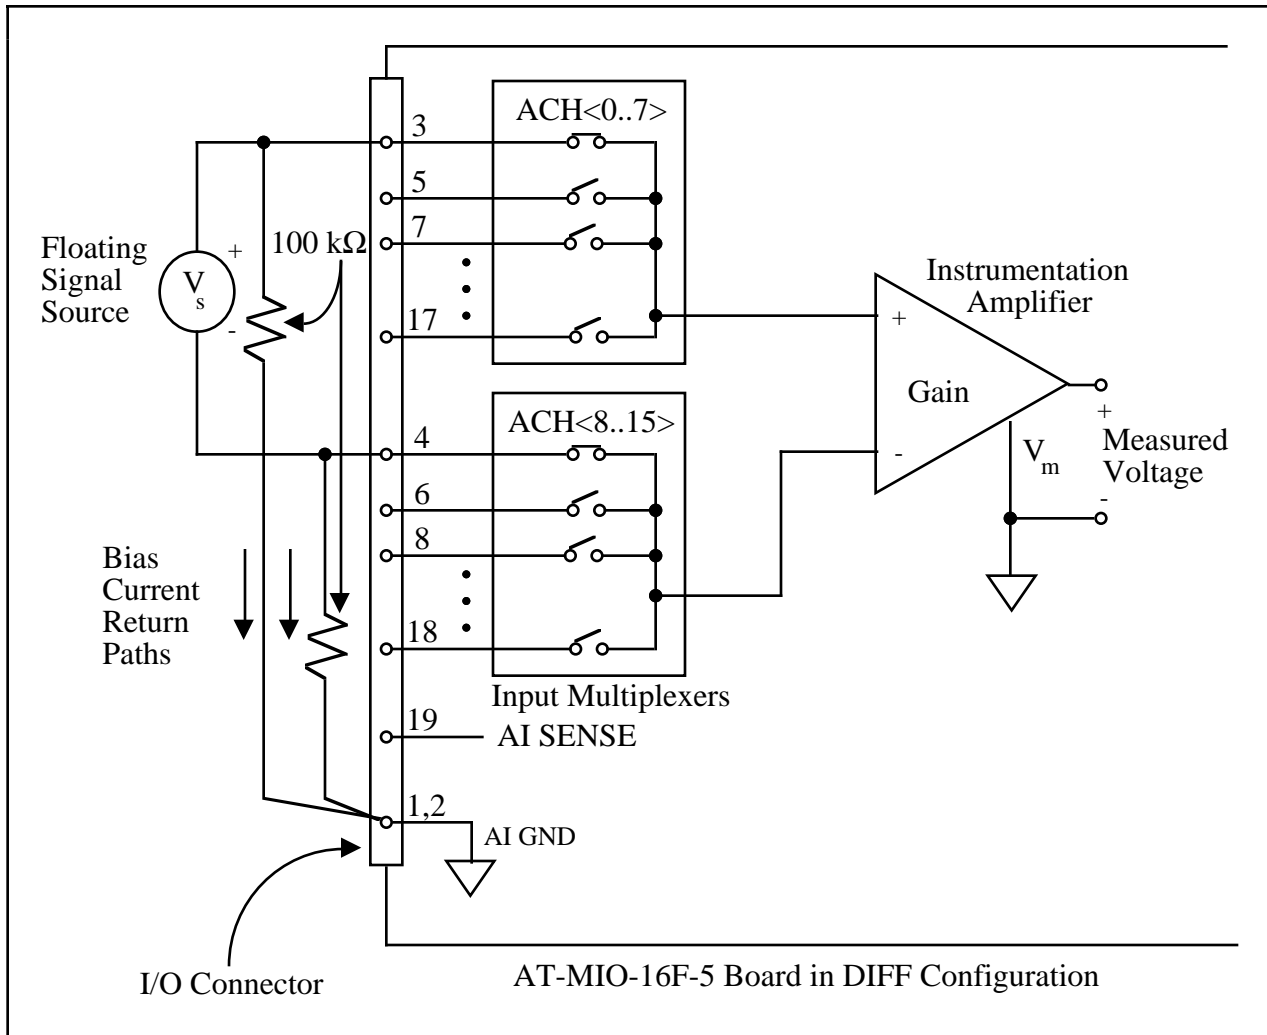 ACH<0..7>
3
5
7
17
Floating
Signal
Source
+
V
s
-
100 kΩ
Instrumentation
Amplifier
+
Gain
-
+
Measured
Voltage
-
V
m
ACH<8..15>
4
6
8
18
Bias
Current
Return
Paths
Input Multiplexers
19
AI SENSE
1,2
AI GND
I/O Connector
AT-MIO-16F-5 Board in DIFF Configuration